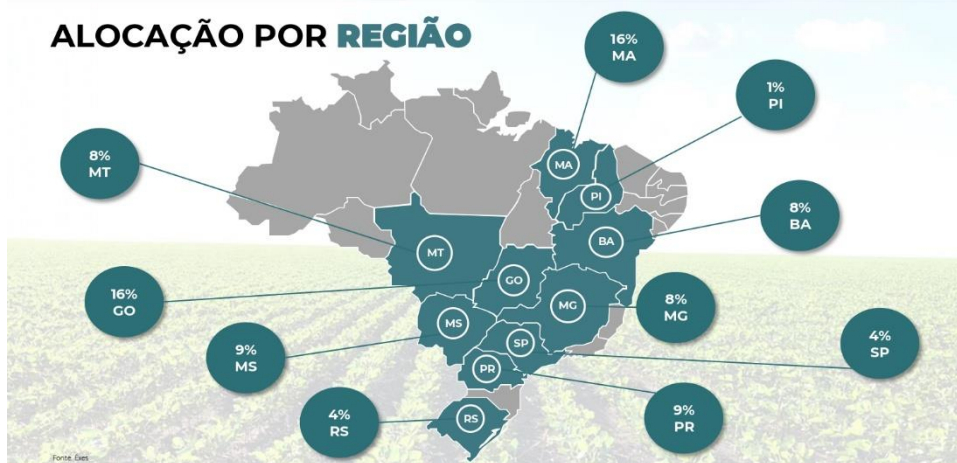 ALOCAÇÃO POR REGIÃO
16%
MA
1%
PI
8%
MT
MA
PI
8%
BA
BA
MT
GO
16%
GO
MG
8%
MG
MS
9%
MS
SP
4%
SP
PR
4%
RS
RS
9%
PR
Fonte: Exes